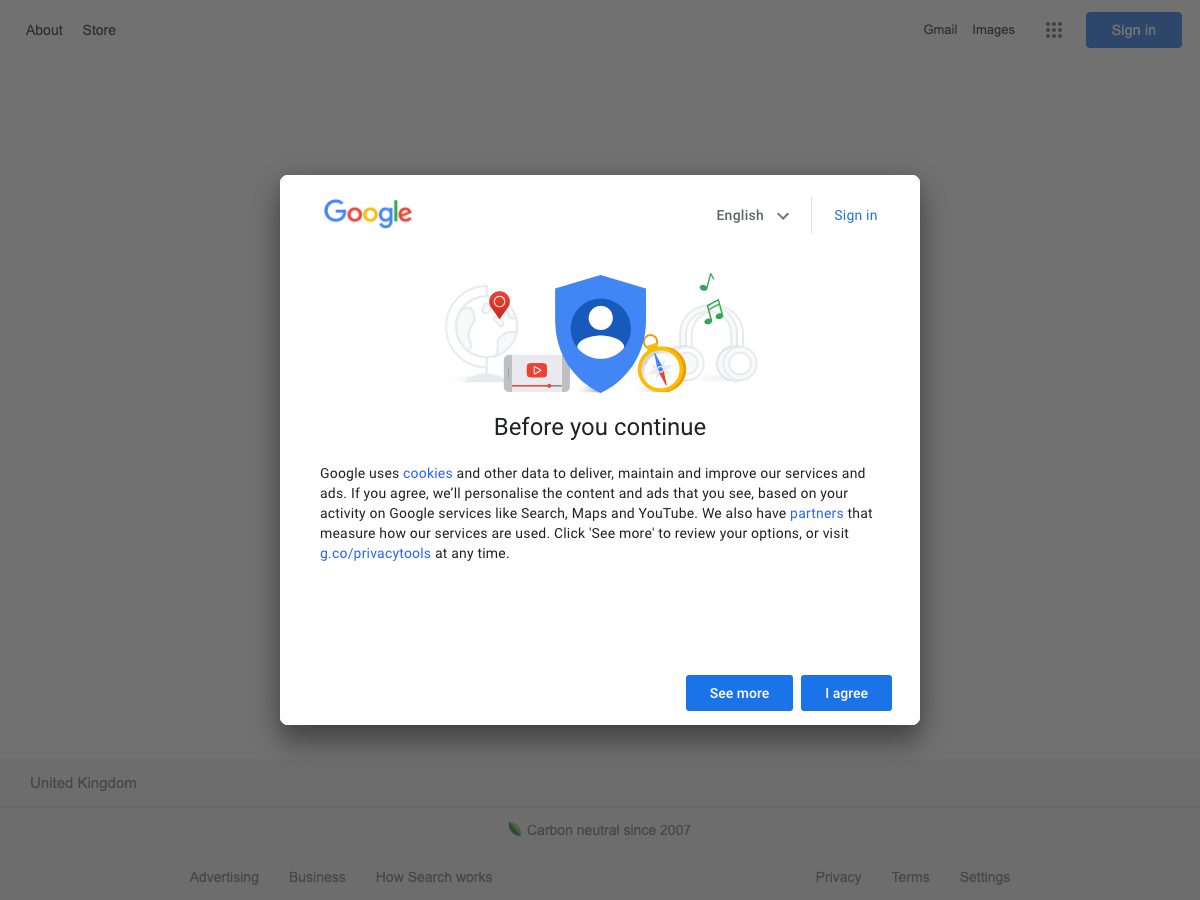 About Store Gmail Images Sign in
Google English Sign in
Before you continue
Google uses cookies and other data to deliver, maintain and improve our services and
ads. If you agree, we’ll personalise the content and ads that you see, based on your
activity on Google services like Search, Maps and YouTube. We also have partners that
measure how our services are used. Click 'See more' to review your options, or visit
g.co/privacytools at any time.
See more I agree
United Kingdom
Carbon neutral since 2007
Advertising Business How Search works Privacy Terms Settings